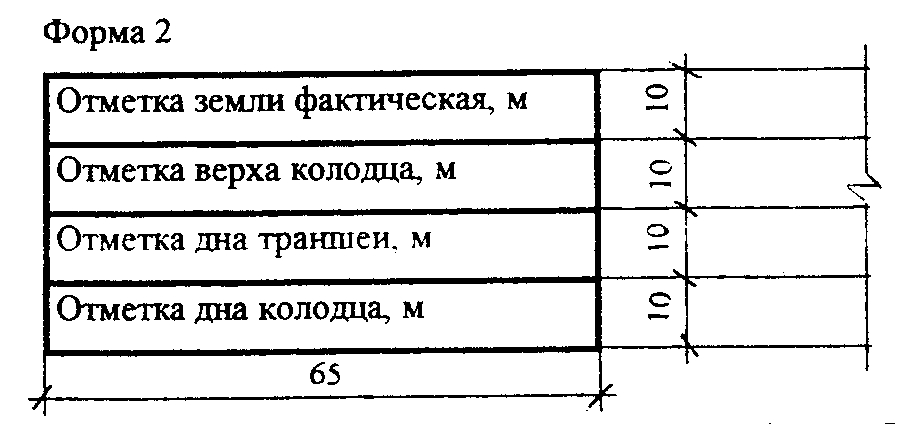 Форма 2
Отметка земли фактическая, м
10
Отметка верха колодца, м
10
Отметка дна траншеи, м
10
Отметка дна колодца, м
10
65